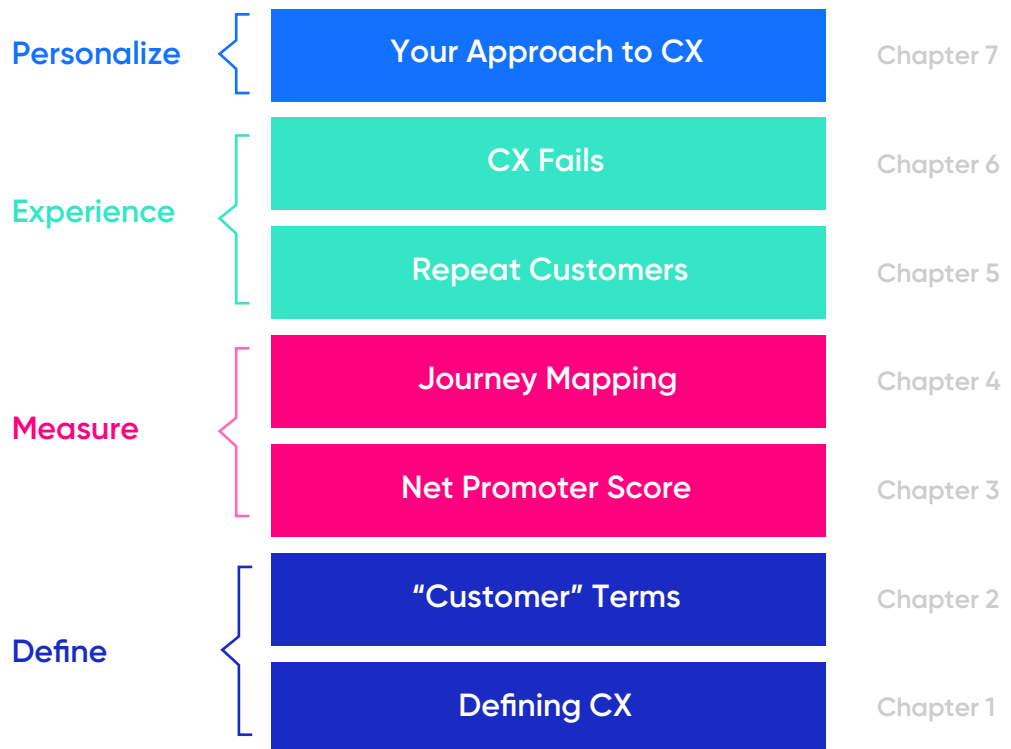 Personalize
Your Approach to CX
Chapter 7
CX Fails
Chapter 6
Experience
Repeat Customers
Chapter 5
Journey Mapping
Chapter 4
Measure
Net Promoter Score
Chapter 3
“Customer” Terms
Chapter 2
Define
Defining CX
Chapter 1